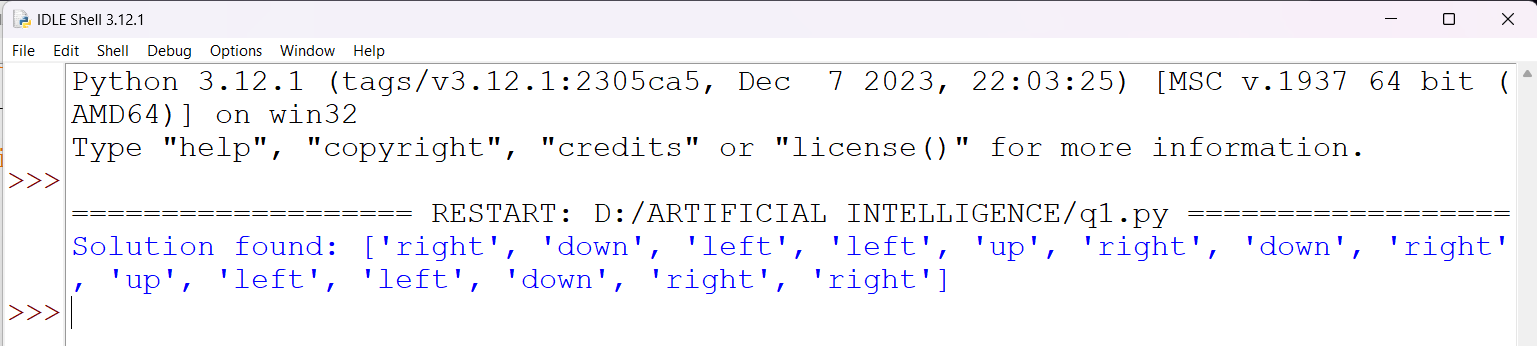 IDLE Shell 3.12.1
File Edit Shell Debug Options Window Help
Python 3.12.1 (tags/v3.12.1:2305ca5, Dec  7 2023, 22:03:25) [MSC v.1937 64 bit (
AMD64)] on win32
Type "help", "copyright", "credits" or "license()" for more information.
>>>
=================== RESTART: D:/ARTIFICIAL INTELLIGENCE/q1.py ==================
Solution found: ['right', 'down', 'left', 'left', 'up', 'right', 'down', 'right'
, 'up', 'left', 'left', 'down', 'right', 'right']
>>>